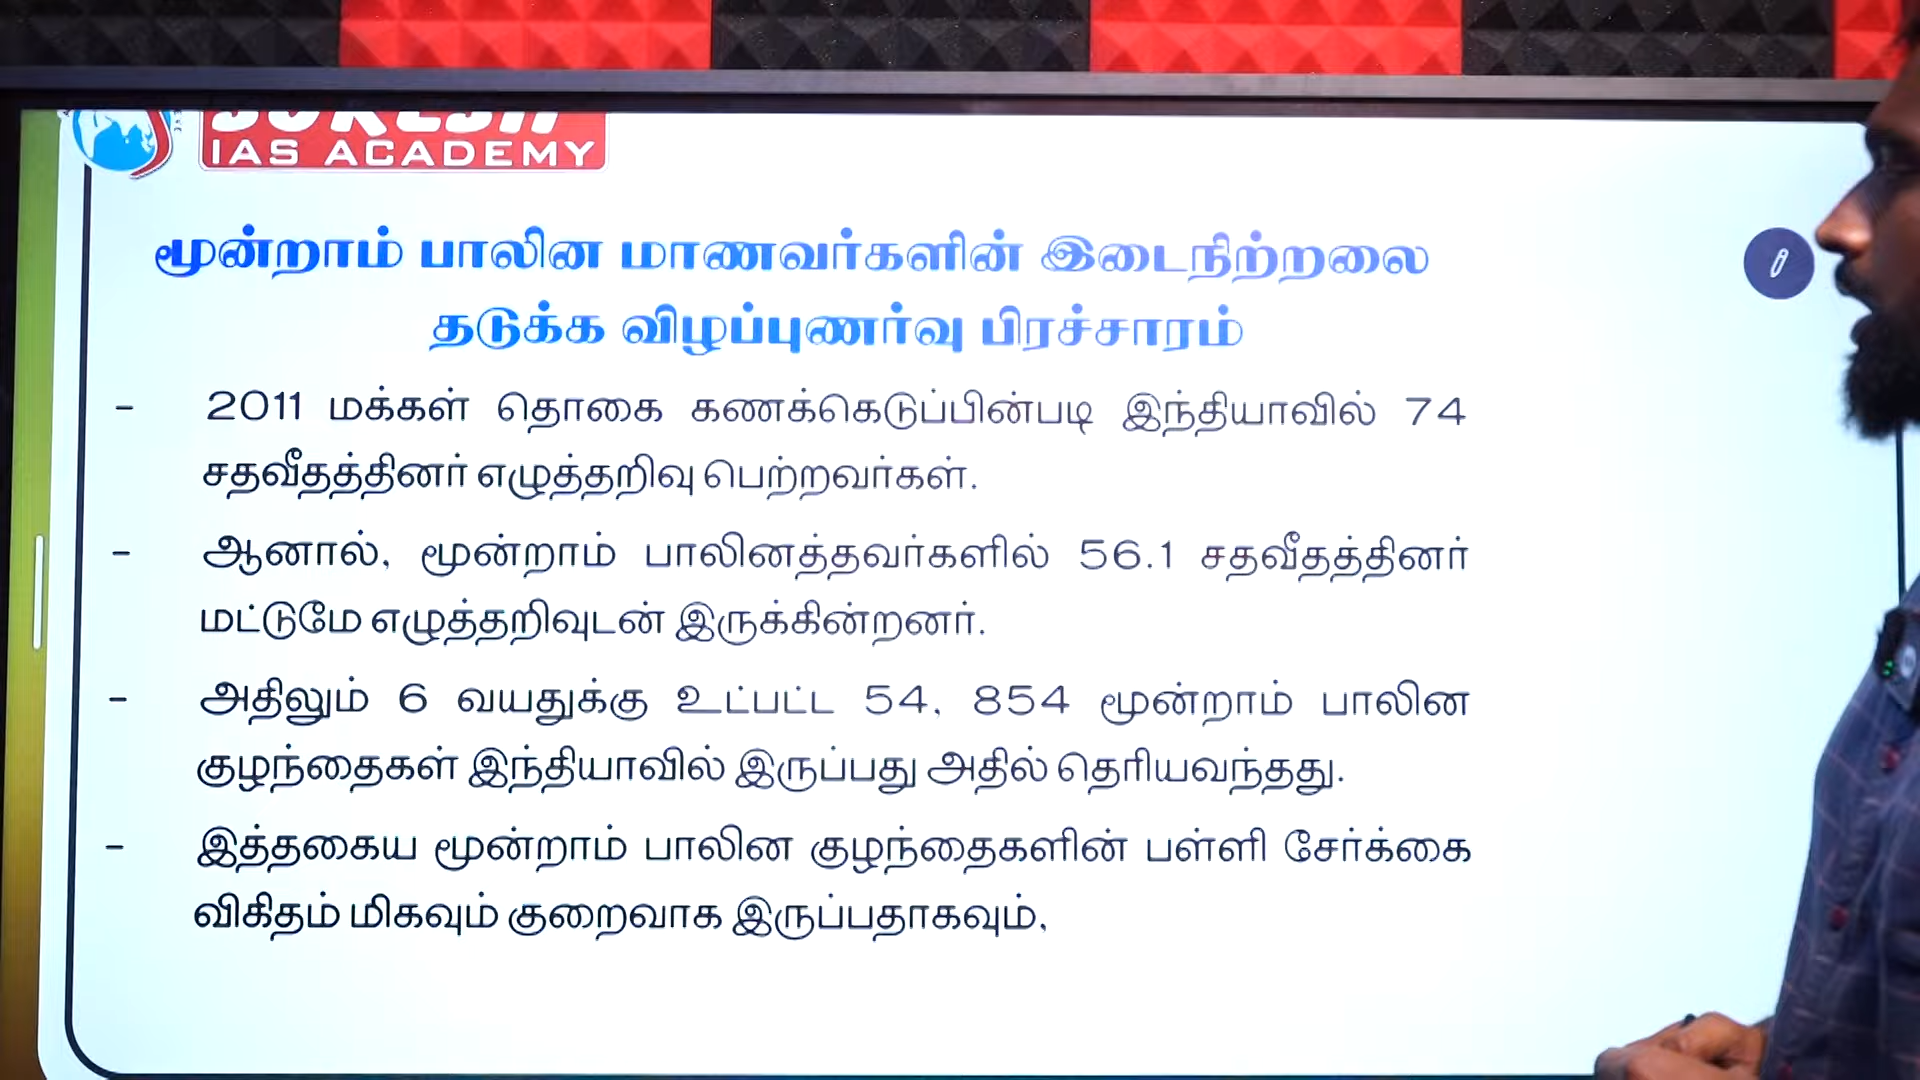 IAS ACADEMY
மூன்றாம் பாலின மாணவர்களின் இடைநிற்றலை
தடுக்க விழப்புணர்வு பிரச்சாரம்
- 2011 மக்கள் தொகை கணக்கெடுப்பின்படி இந்தியாவில் 74
சதவீதத்தினர் எழுத்தறிவு பெற்றவர்கள்.
- ஆனால், மூன்றாம் பாலினத்தவர்களில் 56.1 சதவீதத்தினர்
மட்டுமே எழுத்தறிவுடன் இருக்கின்றனர்.
- அதிலும் 6 வயதுக்கு உட்பட்ட 54, 854 மூன்றாம் பாலின
குழந்தைகள் இந்தியாவில் இருப்பது அதில் தெரியவந்தது.
- இத்தகைய மூன்றாம் பாலின குழந்தைகளின் பள்ளி சேர்க்கை
விகிதம் மிகவும் குறைவாக இருப்பதாகவும்,